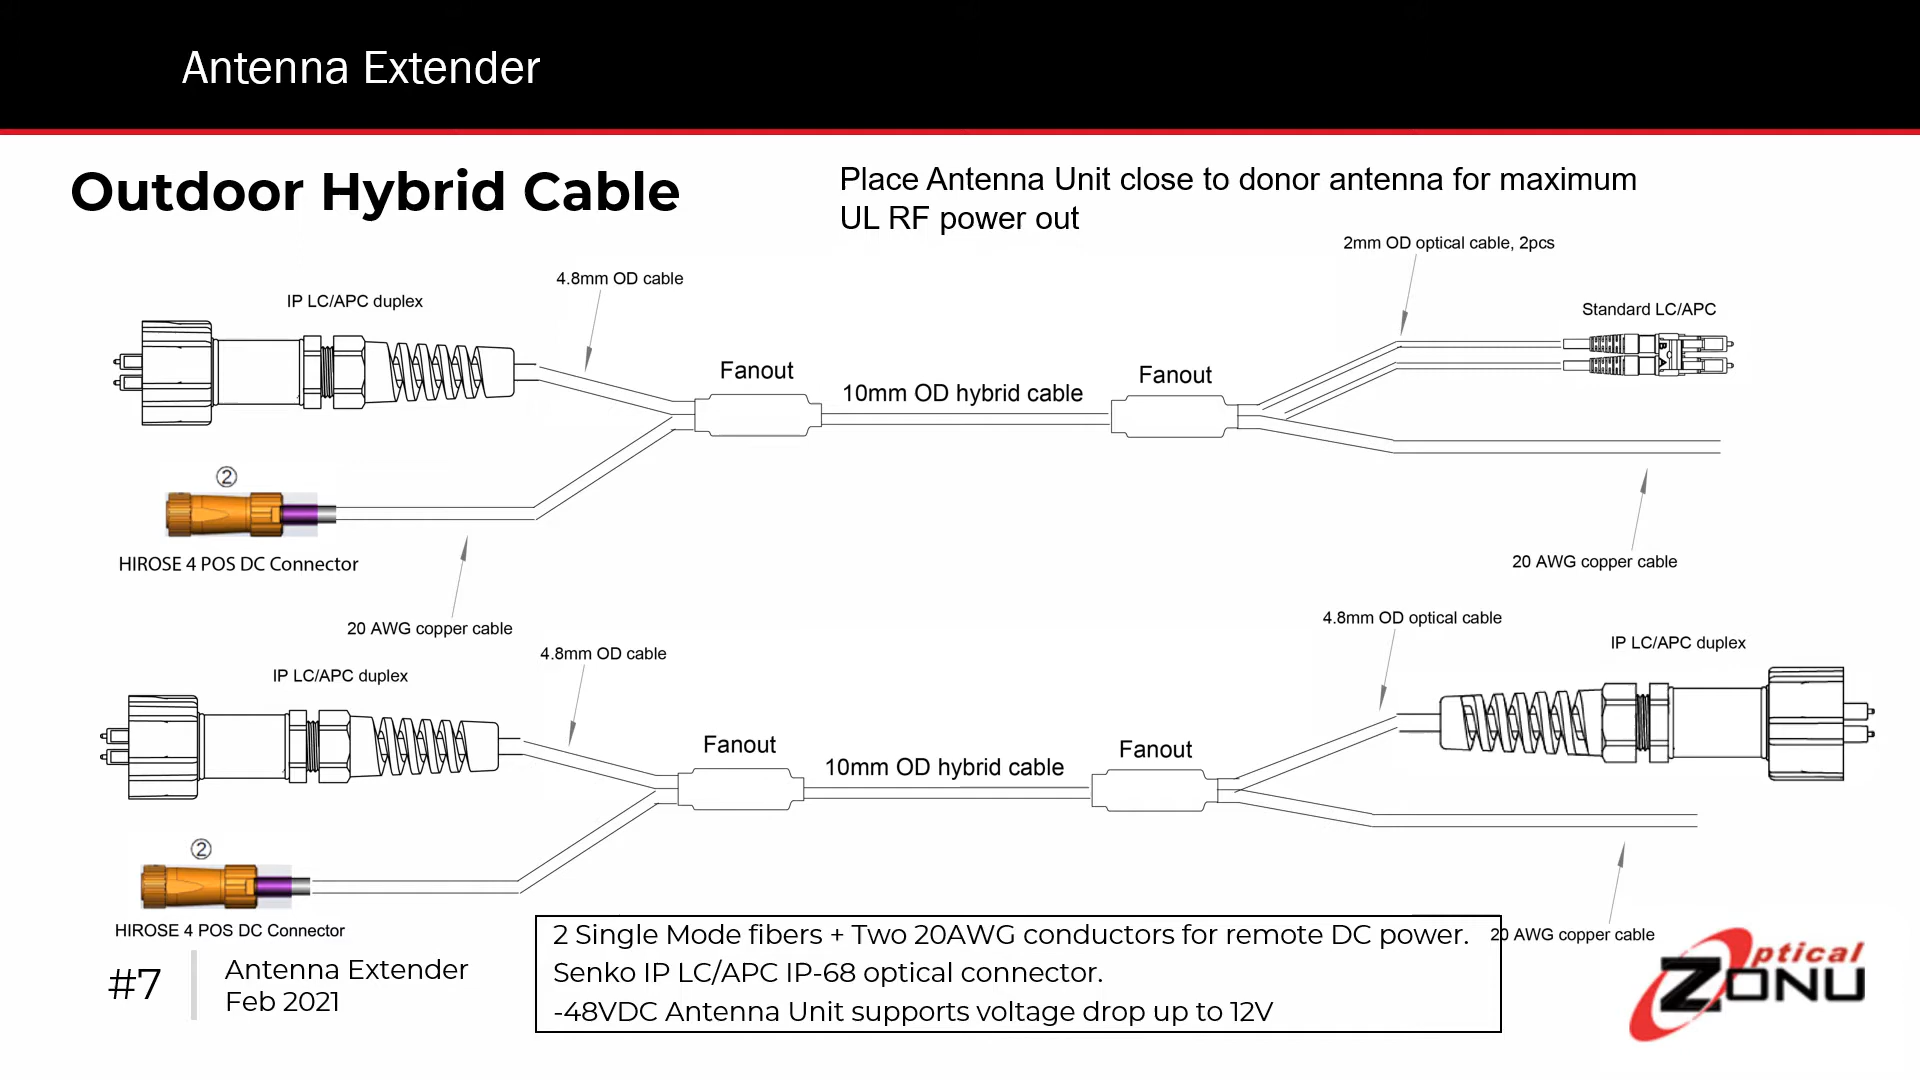 Antenna Extender
Outdoor Hybrid Cable
Place Antenna Unit close to donor antenna for maximum
UL RF power out
2mm OD optical cable, 2pcs
4.8mm OD cable
IP LC/APC duplex
Standard LC/APC
Fanout
10mm OD hybrid cable
Fanout
②
HIROSE 4 POS DC Connector
20 AWG copper cable
20 AWG copper cable
4.8mm OD optical cable
IP LC/APC duplex
4.8mm OD cable
IP LC/APC duplex
Fanout
10mm OD hybrid cable
Fanout
②
HIROSE 4 POS DC Connector
20 AWG copper cable
2 Single Mode fibers + Two 20AWG conductors for remote DC power.
Senko IP LC/APC IP-68 optical connector.
-48VDC Antenna Unit supports voltage drop up to 12V
#7
Antenna Extender
Feb 2021
Optical
ZONU